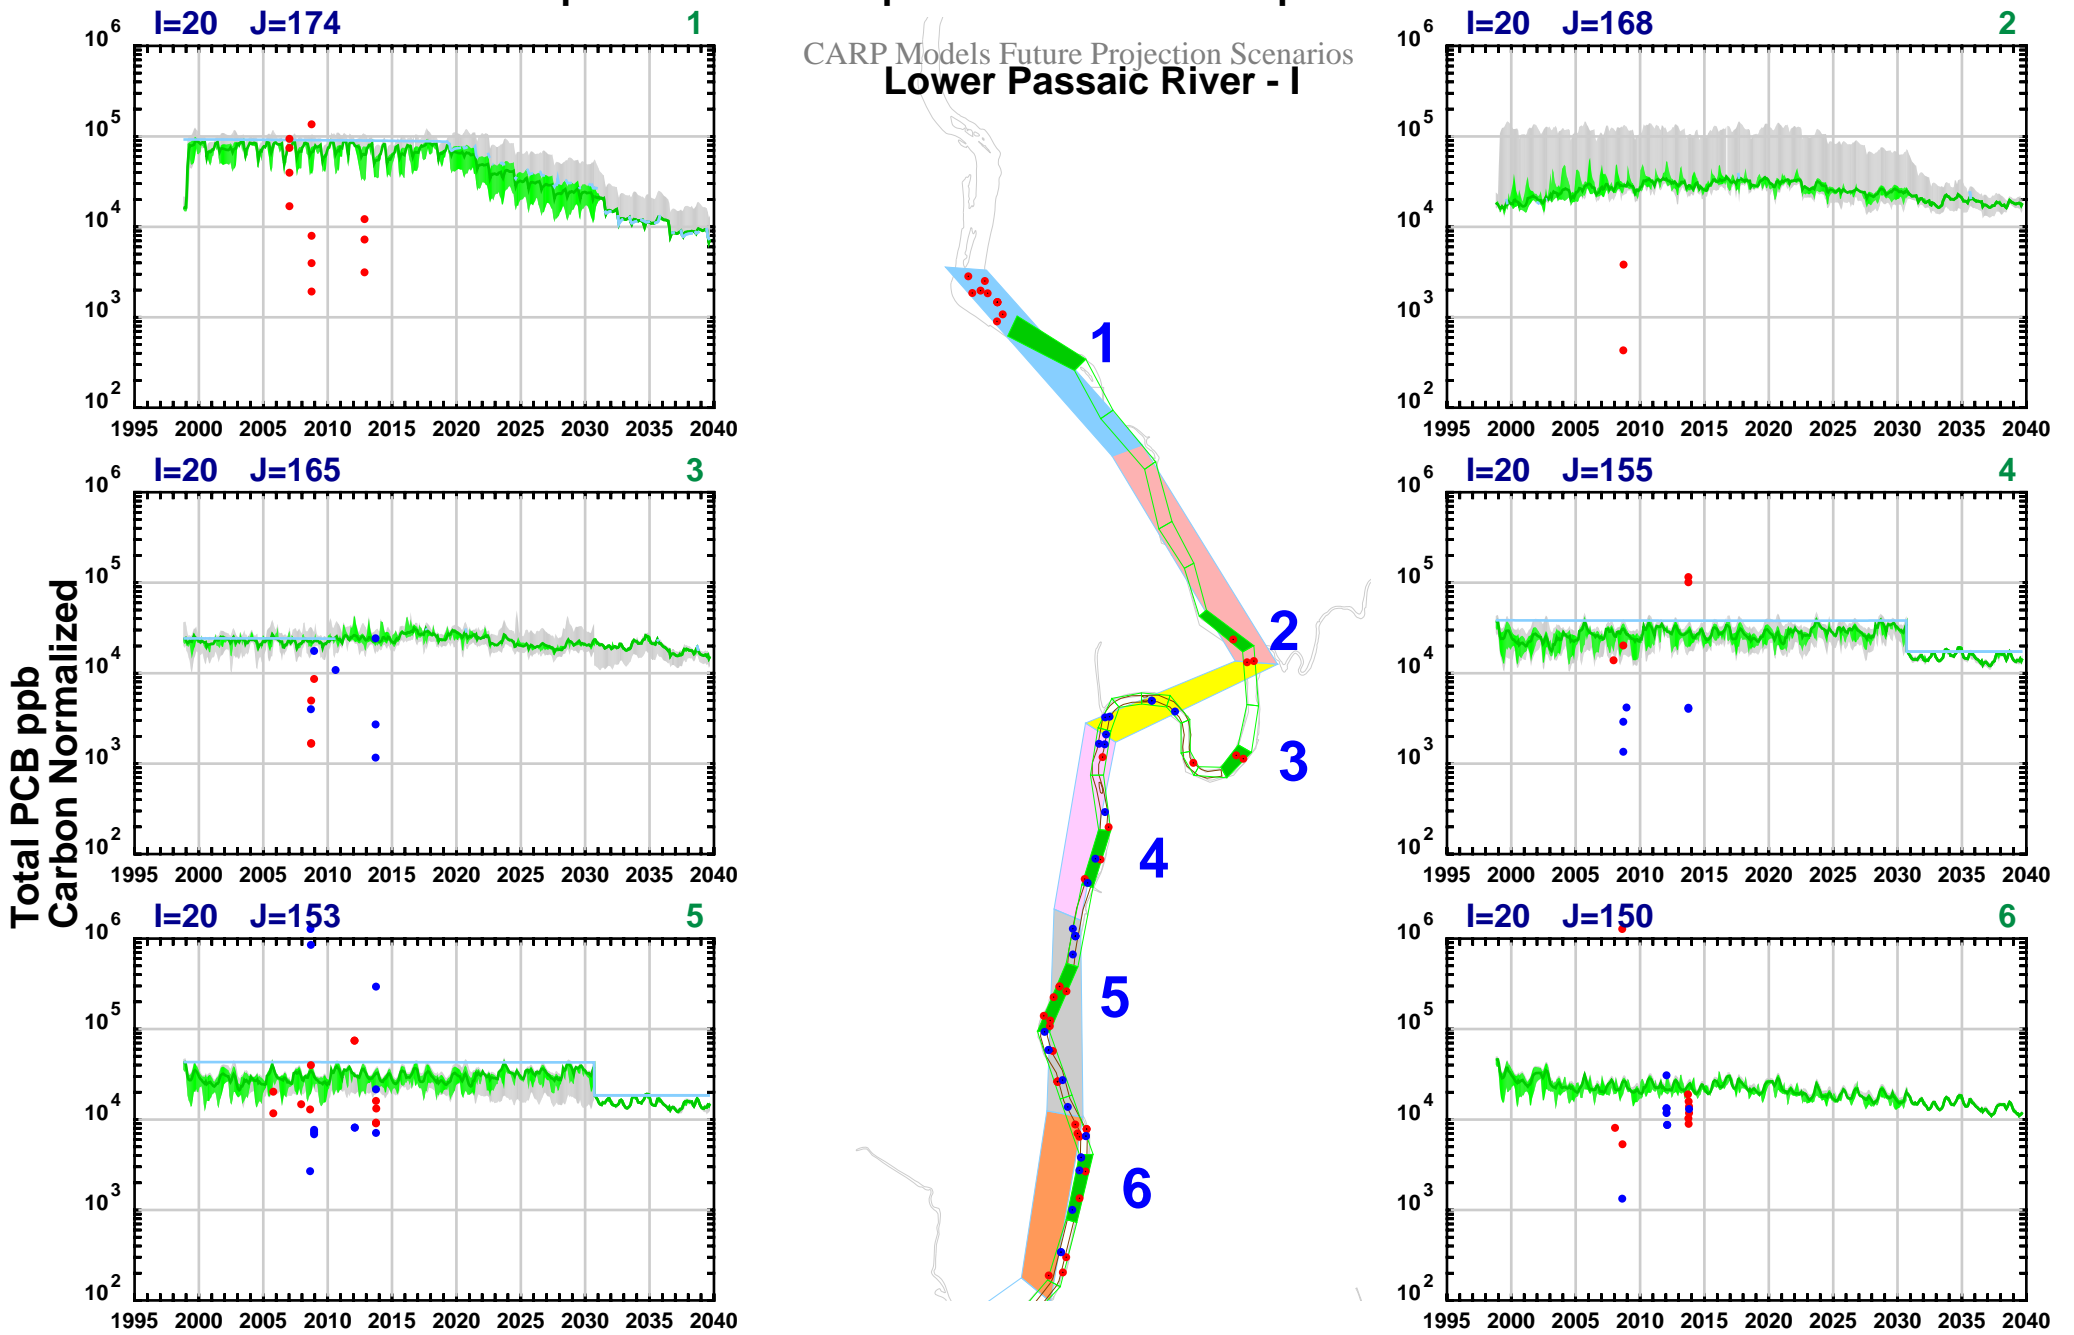 CARP Models Future Projection Scenarios
Lower Passaic River - I
Total PCB ppb
Carbon Normalized
I=20 J=174 1
10^6
10^5
10^4
10^3
10^2
1995 2000 2005 2010 2015 2020 2025 2030 2035 2040
I=20 J=168 2
10^6
10^5
10^4
10^3
10^2
1995 2000 2005 2010 2015 2020 2025 2030 2035 2040
I=20 J=165 3
10^6
10^5
10^4
10^3
10^2
1995 2000 2005 2010 2015 2020 2025 2030 2035 2040
I=20 J=155 4
10^6
10^5
10^4
10^3
10^2
1995 2000 2005 2010 2015 2020 2025 2030 2035 2040
I=20 J=153 5
10^6
10^5
10^4
10^3
10^2
1995 2000 2005 2010 2015 2020 2025 2030 2035 2040
I=20 J=150 6
10^6
10^5
10^4
10^3
10^2
1995 2000 2005 2010 2015 2020 2025 2030 2035 2040
1
2
3
4
5
6